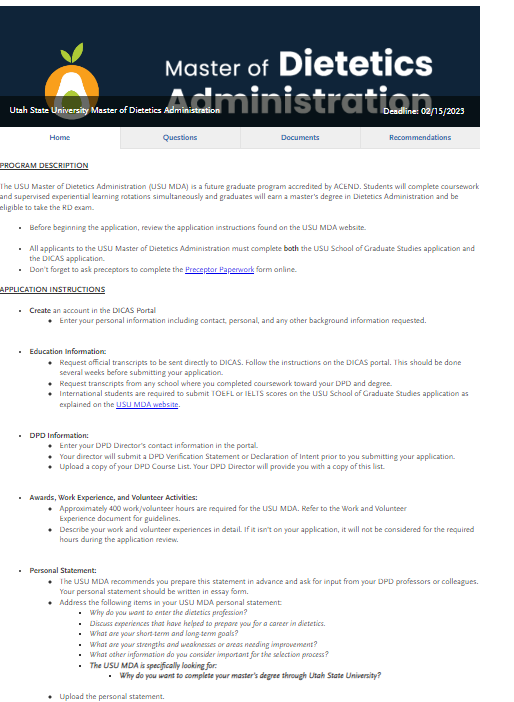 Master of Dietetics
Administration
Utah State University Master of Dietetics Administration
Deadline: 02/15/2023
Home
Questions
Documents
Recommendations
PROGRAM DESCRIPTION
The USU Master of Dietetics Administration (USU MDA) is a future graduate program accredited by ACEND. Students will complete coursework
and supervised experiential learning rotations simultaneously and graduates will earn a master's degree in Dietetics Administration and be
eligible to take the RD exam.
• Before beginning the application, review the application instructions found on the USU MDA website.
• All applicants to the USU Master of Dietetics Administration must complete both the USU School of Graduate Studies application and
the DICAS application.
• Don't forget to ask preceptors to complete the Preceptor Paperwork form online.
APPLICATION INSTRUCTIONS
• Create an account in the DICAS Portal
• Enter your personal information including contact, personal, and any other background information requested.
• Education Information:
• Request official transcripts to be sent directly to DICAS. Follow the instructions on the DICAS portal. This should be done
several weeks before submitting your application.
• Request transcripts from any school where you completed coursework toward your DPD and degree.
• International students are required to submit TOEFL or IELTS scores on the USU School of Graduate Studies application as
explained on the USU MDA website.
• DPD Information:
• Enter your DPD Director's contact information in the portal.
• Your director will submit a DPD Verification Statement or Declaration of Intent prior to you submitting your application.
• Upload a copy of your DPD Course List. Your DPD Director will provide you with a copy of this list.
• Awards, Work Experience, and Volunteer Activities:
• Approximately 400 work/volunteer hours are required for the USU MDA. Refer to the Work and Volunteer
Experience document for guidelines.
• Describe your work and volunteer experiences in detail. If it isn't on your application, it will not be considered for the required
hours during the application review.
• Personal Statement:
• The USU MDA recommends you prepare this statement in advance and ask for input from your DPD professors or colleagues.
Your personal statement should be written in essay form.
• Address the following items in your USU MDA personal statement:
• Why do you want to enter the dietetics profession?
• Discuss experiences that have helped to prepare you for a career in dietetics.
• What are your short-term and long-term goals?
• What are your strengths and weaknesses or areas needing improvement?
• What other information do you consider important for the selection process?
• The USU MDA is specifically looking for:
• Why do you want to complete your master's degree through Utah State University?
• Upload the personal statement.